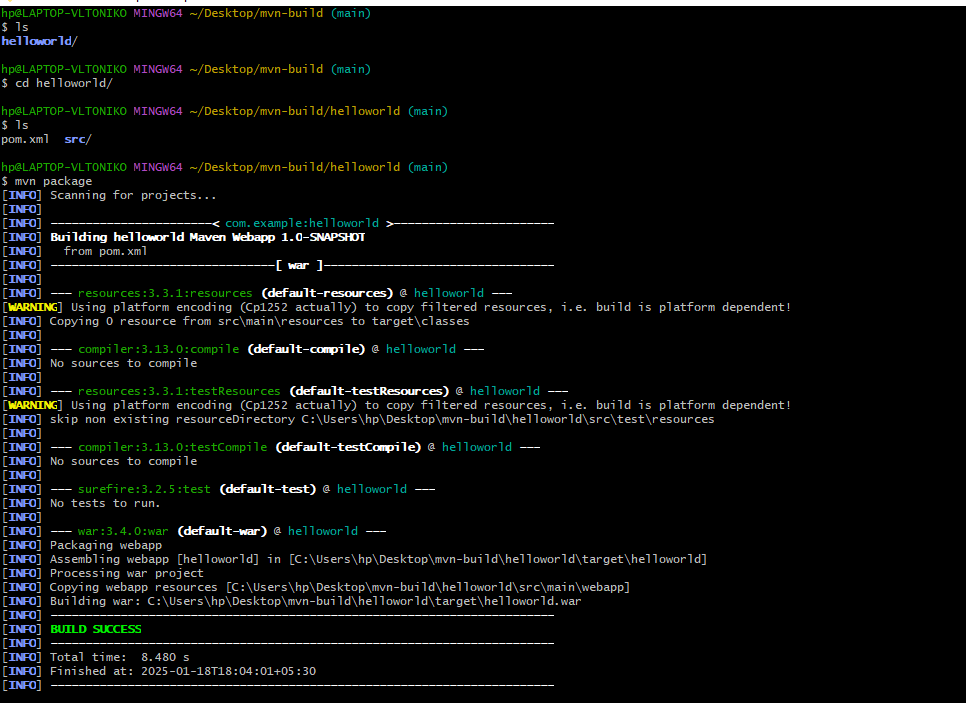 hp@LAPTOP-VLTONIKO MINGW64 ~/Desktop/mvn-build (main)
$ ls
helloworld/
hp@LAPTOP-VLTONIKO MINGW64 ~/Desktop/mvn-build (main)
$ cd helloworld/
hp@LAPTOP-VLTONIKO MINGW64 ~/Desktop/mvn-build/helloworld (main)
$ ls
pom.xml  src/
hp@LAPTOP-VLTONIKO MINGW64 ~/Desktop/mvn-build/helloworld (main)
$ mvn package
[INFO] Scanning for projects...
[INFO]
[INFO] -----------------------< com.example:helloworld >-----------------------
[INFO] Building helloworld Maven Webapp 1.0-SNAPSHOT
[INFO]   from pom.xml
[INFO] --------------------------------[ war ]---------------------------------
[INFO]
[INFO] --- resources:3.3.1:resources (default-resources) @ helloworld ---
[WARNING] Using platform encoding (Cp1252 actually) to copy filtered resources, i.e. build is platform dependent!
[INFO] Copying 0 resource from src\main\resources to target\classes
[INFO]
[INFO] --- compiler:3.13.0:compile (default-compile) @ helloworld ---
[INFO] No sources to compile
[INFO]
[INFO] --- resources:3.3.1:testResources (default-testResources) @ helloworld ---
[WARNING] Using platform encoding (Cp1252 actually) to copy filtered resources, i.e. build is platform dependent!
[INFO] skip non existing resourceDirectory C:\Users\hp\Desktop\mvn-build\helloworld\src\test\resources
[INFO]
[INFO] --- compiler:3.13.0:testCompile (default-testCompile) @ helloworld ---
[INFO] No sources to compile
[INFO]
[INFO] --- surefire:3.2.5:test (default-test) @ helloworld ---
[INFO] No tests to run.
[INFO]
[INFO] --- war:3.4.0:war (default-war) @ helloworld ---
[INFO] Packaging webapp
[INFO] Assembling webapp [helloworld] in [C:\Users\hp\Desktop\mvn-build\helloworld\target\helloworld]
[INFO] Processing war project
[INFO] Copying webapp resources [C:\Users\hp\Desktop\mvn-build\helloworld\src\main\webapp]
[INFO] Building war: C:\Users\hp\Desktop\mvn-build\helloworld\target\helloworld.war
[INFO] ------------------------------------------------------------------------
[INFO] BUILD SUCCESS
[INFO] ------------------------------------------------------------------------
[INFO] Total time:  8.480 s
[INFO] Finished at: 2025-01-18T18:04:01+05:30
[INFO] ------------------------------------------------------------------------